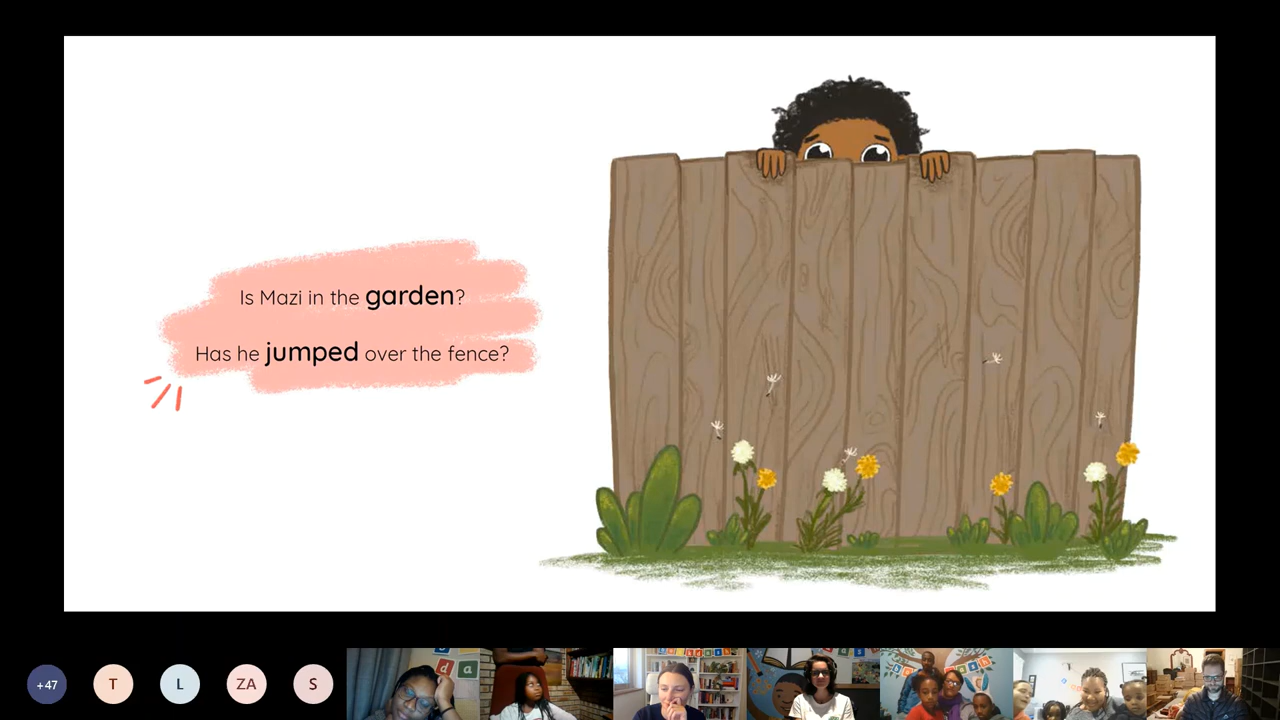 Is Mazi in the garden?
Has he jumped over the fence?
+47
T
L
ZA
S
d a